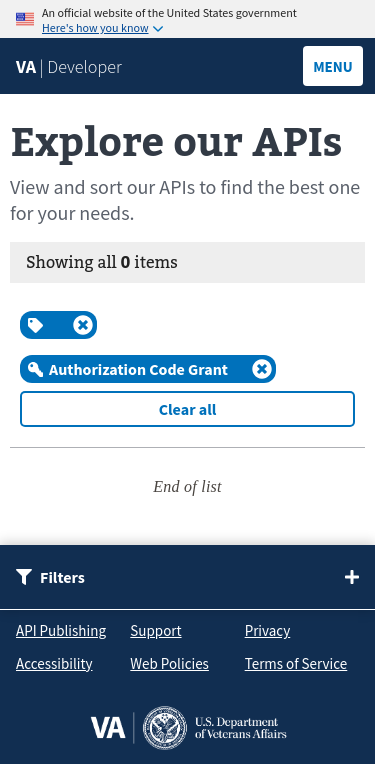 An official website of the United States government
Here's how you know
VA | Developer
MENU
Explore our APIs
View and sort our APIs to find the best one
for your needs.
Showing all 0 items
Authorization Code Grant
Clear all
End of list
Filters
API Publishing Support Privacy
Accessibility Web Policies Terms of Service
VA | U.S. Department
of Veterans Affairs